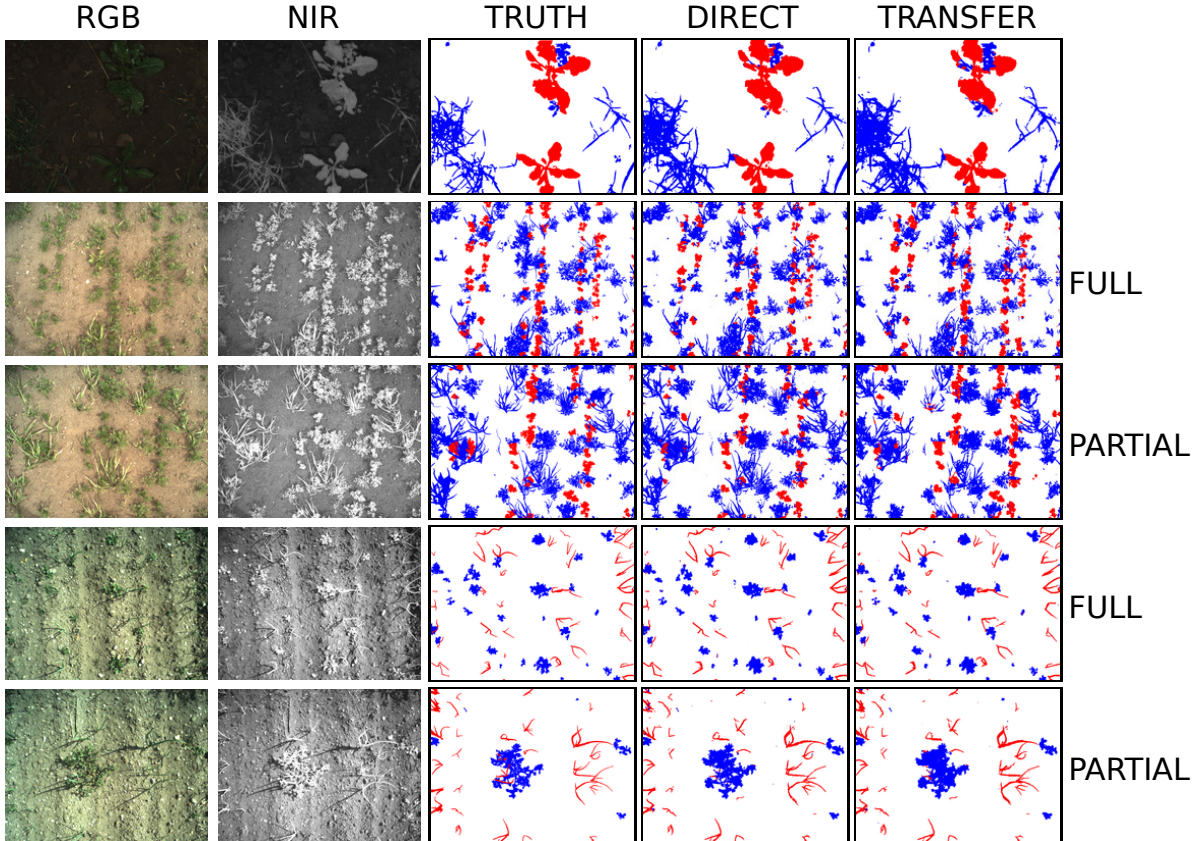 RGB NIR TRUTH DIRECT TRANSFER
FULL
PARTIAL
FULL
PARTIAL